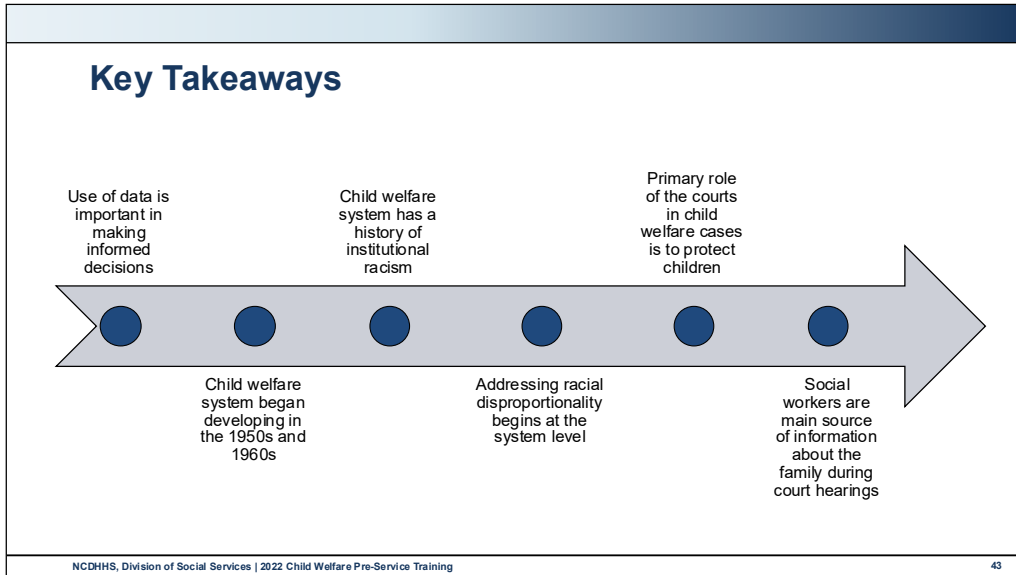 Key Takeaways
Use of data is
important in
making
informed
decisions
Child welfare
system began
developing in
the 1950s and
1960s
Child welfare
system has a
history of
institutional
racism
Addressing racial
disproportionality
begins at the
system level
Primary role
of the courts
in child
welfare cases
is to protect
children
Social
workers are
main source
of information
about the
family during
court hearings
NCDHHS, Division of Social Services | 2022 Child Welfare Pre-Service Training
43